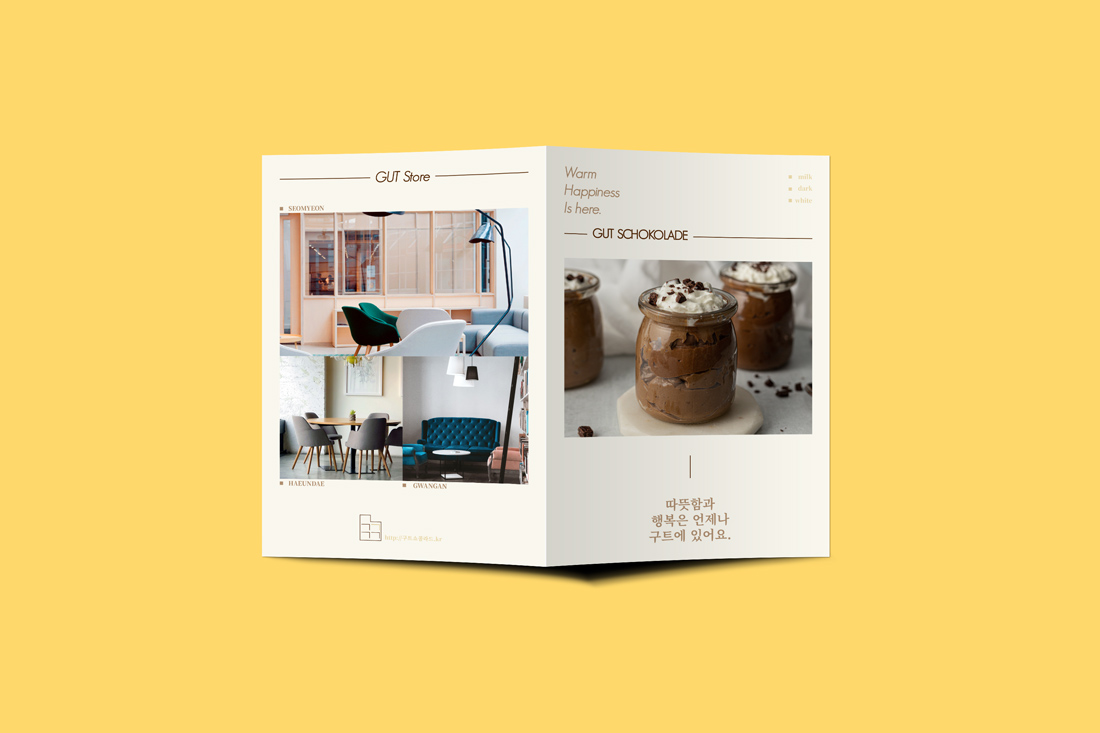 GUT Store
SEOMYEON
HAEUNDAE
GWANGAN
Warm
Happiness
Is here.
milk
dark
white
GUT SCHOKOLADE
따뜻함과
행복은 언제나
구트에 있어요.